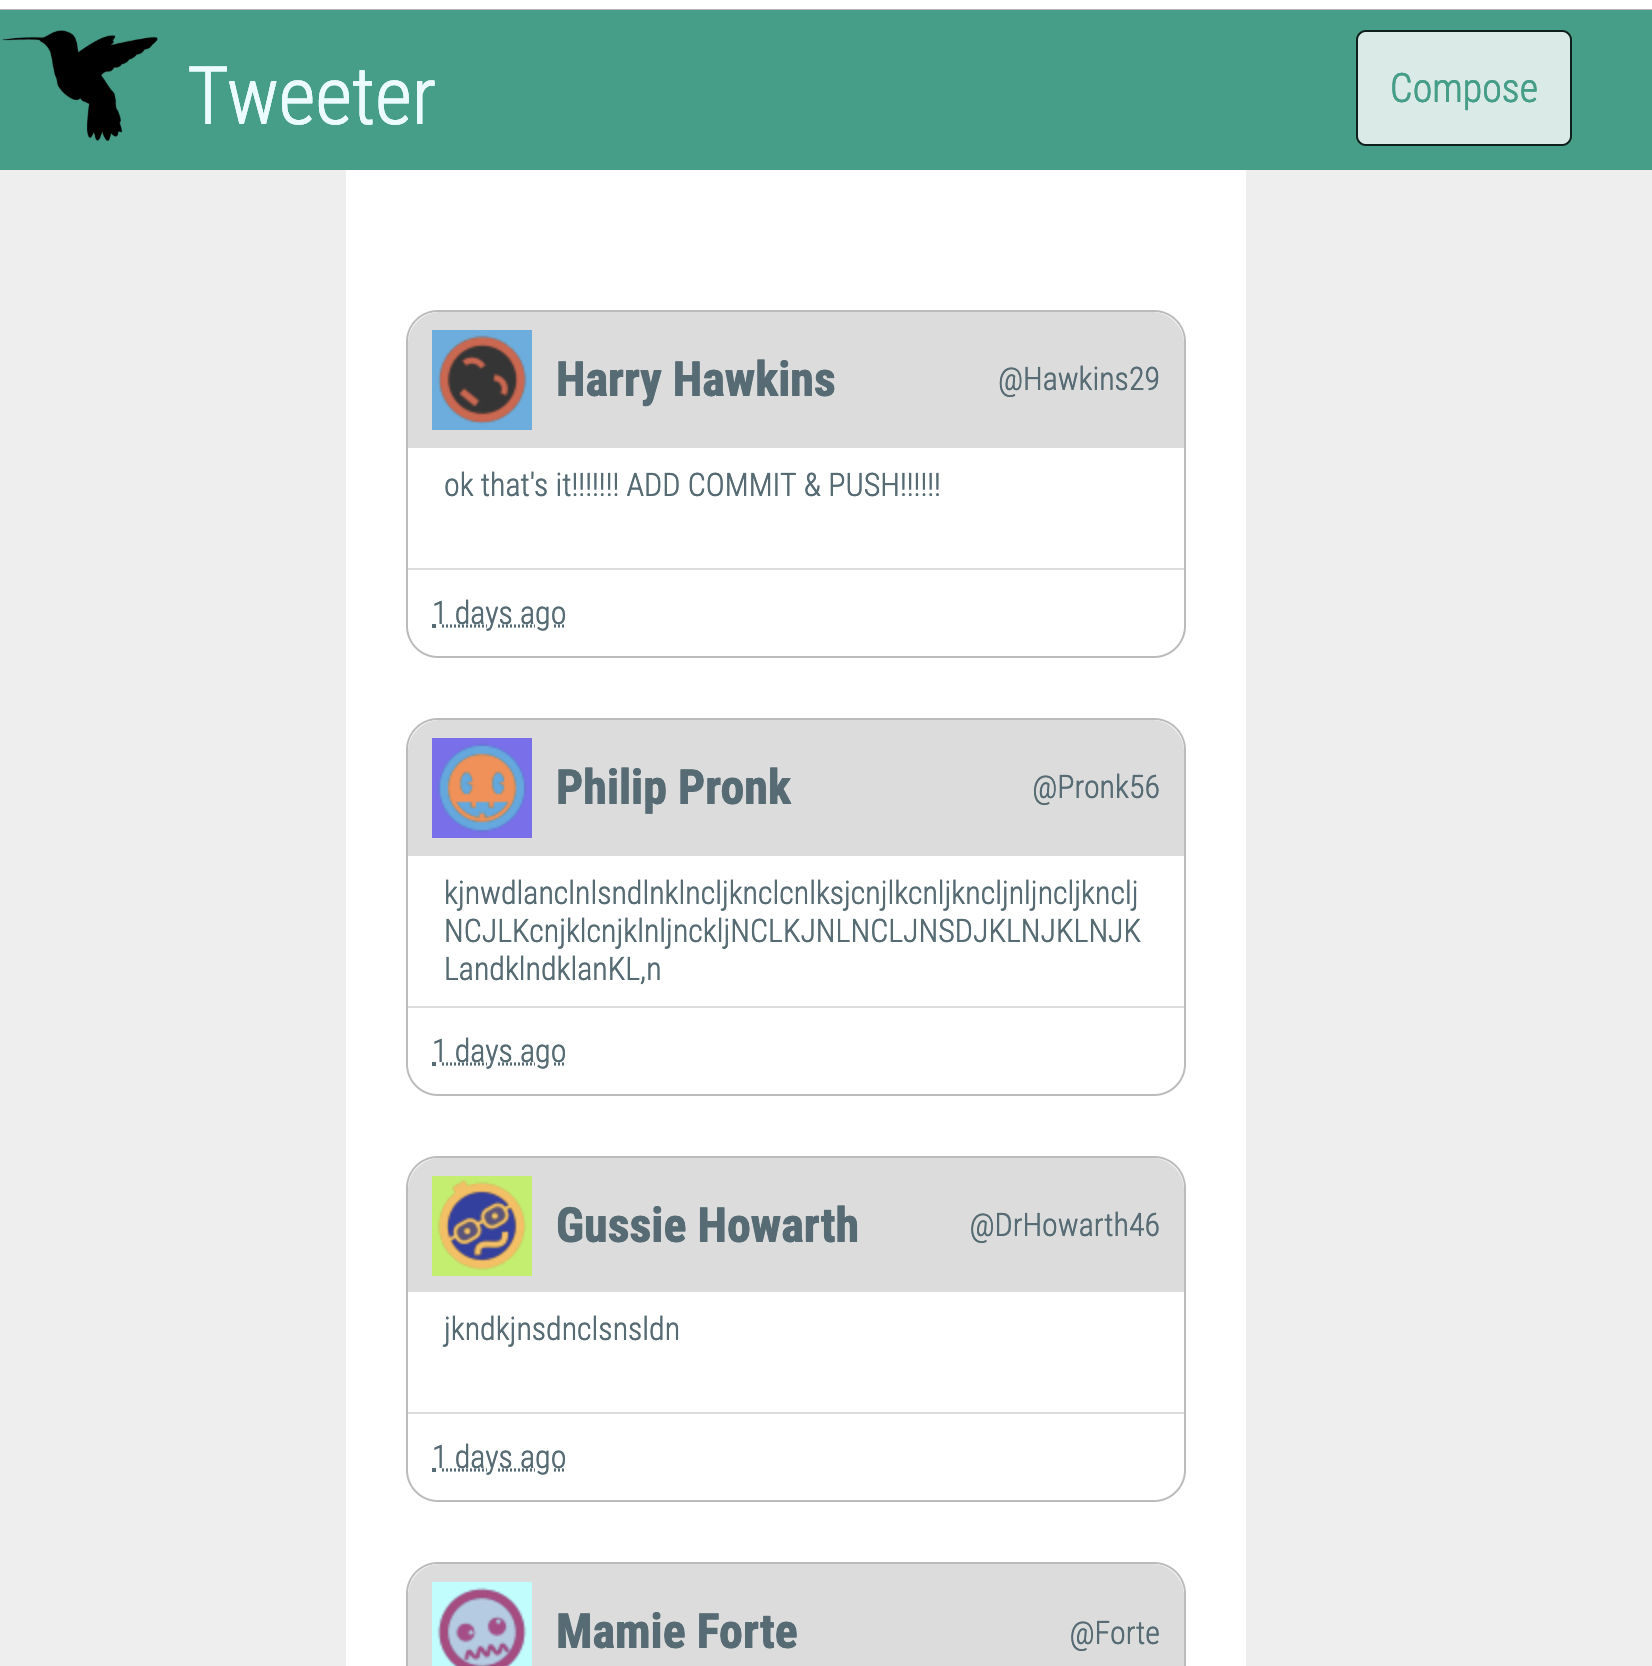 Tweeter
Compose
Harry Hawkins @Hawkins29
ok that's it!!!!!!! ADD COMMIT & PUSH!!!!!!
1 days ago
Philip Pronk @Pronk56
kjnwdlanclnlsndlnklncljknclcnlksjcnjlkcnljkncljnljncljknclj
NCJLKcnjklcnjklnljnckljNCLKJNLNCLJNSDJKLNJKLNJK
LandklndklanKL,n
1 days ago
Gussie Howarth @DrHowarth46
jkndkjnsdnclsnsldn
1 days ago
Mamie Forte @Forte